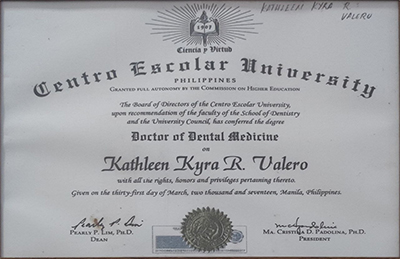 KATHLEEN KYRA R.
VALERO
1907
Ciencia y Virtud
Centro Escolar University
PHILIPPINES
Granted full autonomy by the Commission on Higher Education
The Board of Directors of the Centro Escolar University,
upon recommendation of the faculty of the School of Dentistry
and the University Council, has conferred the degree
Doctor of Dental Medicine
on
Kathleen Kyra R. Valero
with all the rights, honors and privileges pertaining thereto.
Given on the thirty-first day of March, two thousand and seventeen, Manila, Philippines.
Pearly P. Lim
Pearly P. Lim, Ph.D.
Dean
Ma. Cristina D. Padolina, Ph.D.
President